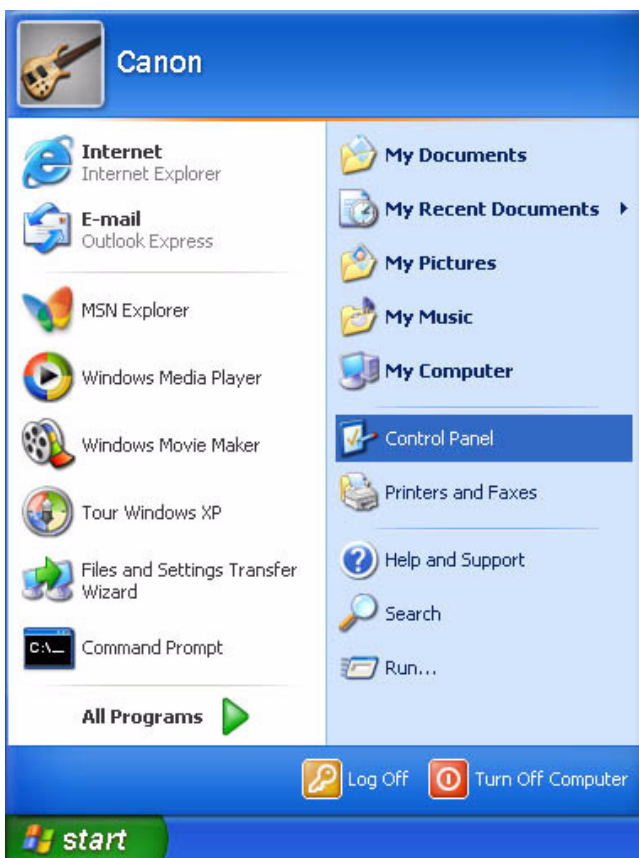 Canon
Internet
Internet Explorer
E-mail
Outlook Express
MSN Explorer
Windows Media Player
Windows Movie Maker
Tour Windows XP
Files and Settings Transfer
Wizard
C:\_
Command Prompt
All Programs
My Documents
My Recent Documents
My Pictures
My Music
My Computer
Control Panel
Printers and Faxes
Help and Support
Search
Run...
Log Off
Turn Off Computer
start